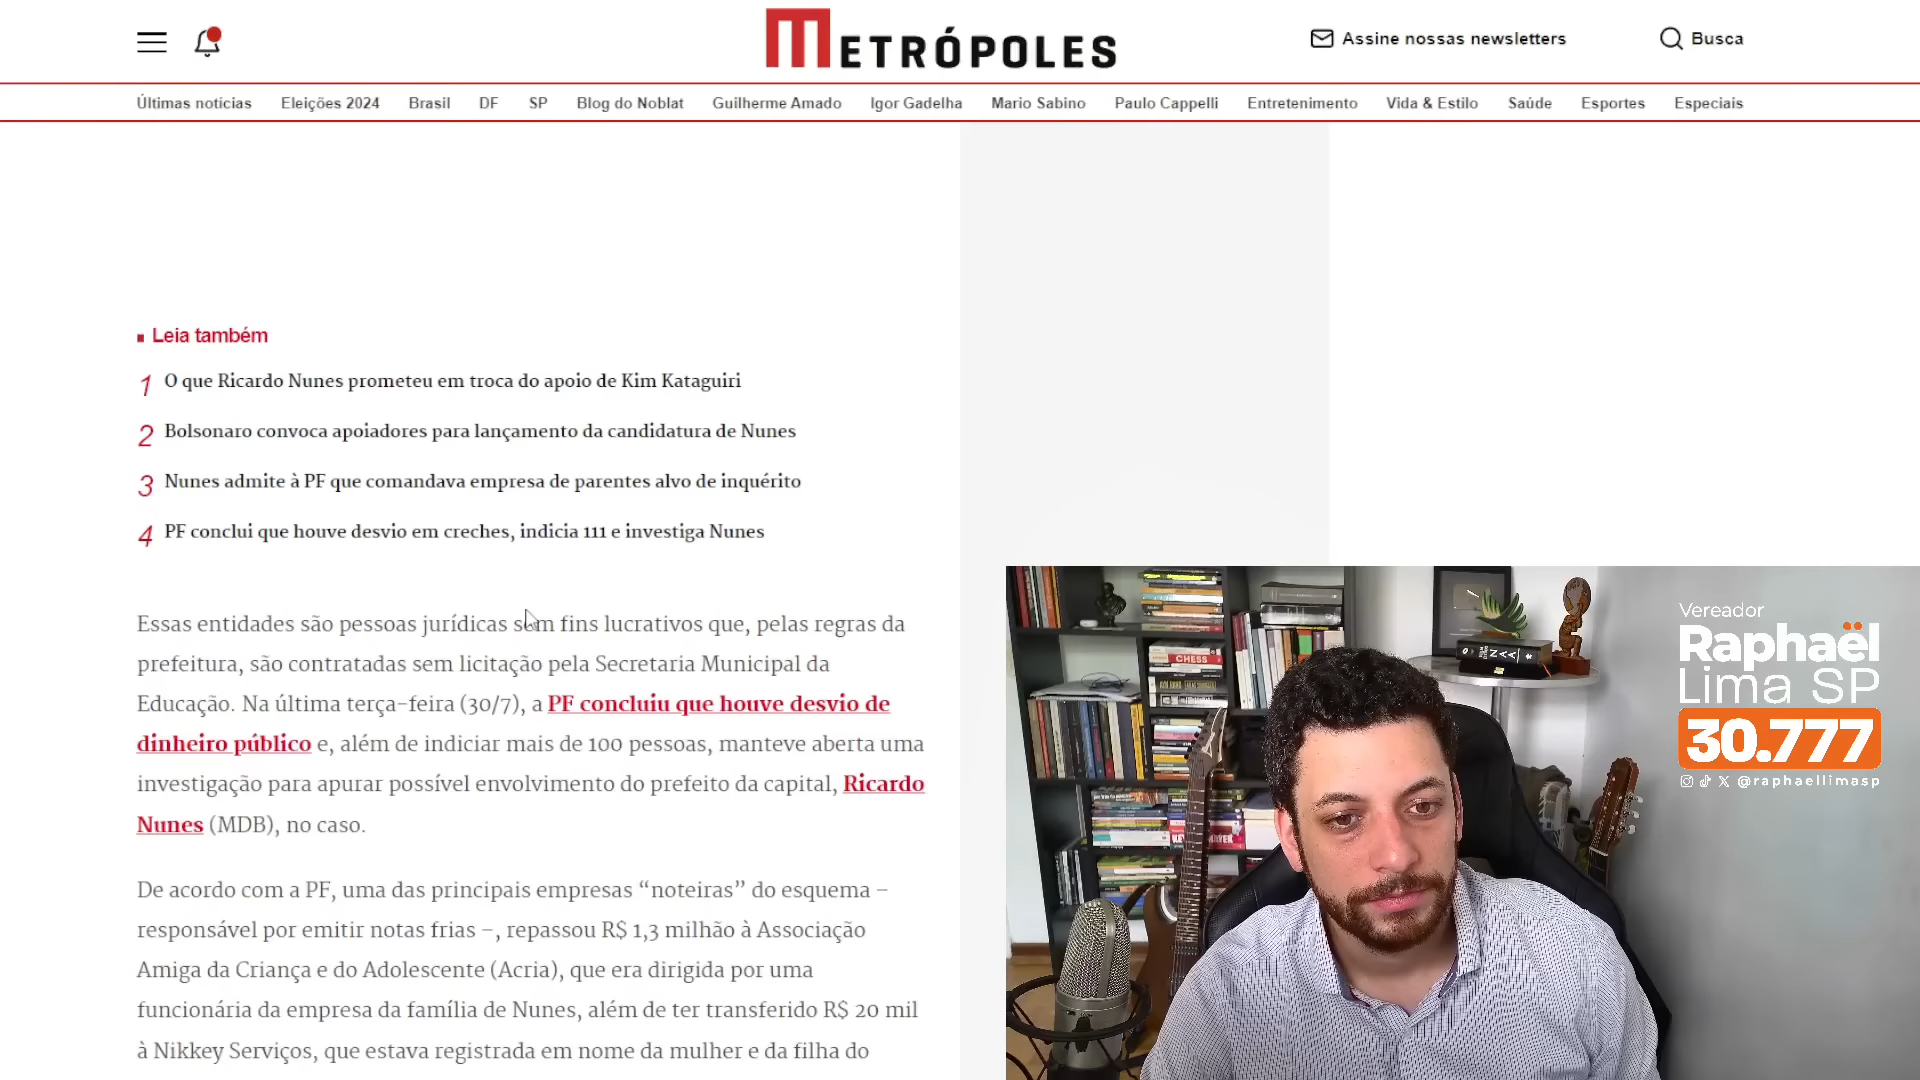 METRÓPOLES
Assine nossas newsletters
Busca
Últimas notícias Eleições 2024 Brasil DF SP Blog do Noblat Guilherme Amado Igor Gadelha Mario Sabino Paulo Cappelli Entretenimento Vida & Estilo Saúde Esportes Especiais
Leia também
1 O que Ricardo Nunes prometeu em troca do apoio de Kim Kataguiri
2 Bolsonaro convoca apoiadores para lançamento da candidatura de Nunes
3 Nunes admite à PF que comandava empresa de parentes alvo de inquérito
4 PF conclui que houve desvio em creches, indicia 111 e investiga Nunes
Essas entidades são pessoas jurídicas sem fins lucrativos que, pelas regras da
prefeitura, são contratadas sem licitação pela Secretaria Municipal da
Educação. Na última terça-feira (30/7), a PF concluiu que houve desvio de
dinheiro público e, além de indiciar mais de 100 pessoas, manteve aberta uma
investigação para apurar possível envolvimento do prefeito da capital, Ricardo
Nunes (MDB), no caso.
De acordo com a PF, uma das principais empresas “noteiras” do esquema –
responsável por emitir notas frias –, repassou R$ 1,3 milhão à Associação
Amiga da Criança e do Adolescente (Acria), que era dirigida por uma
funcionária da empresa da família de Nunes, além de ter transferido R$ 20 mil
à Nikkey Serviços, que estava registrada em nome da mulher e da filha do
Vereador
Raphaël
Lima SP
30.777
@raphaellimasp
CHESS